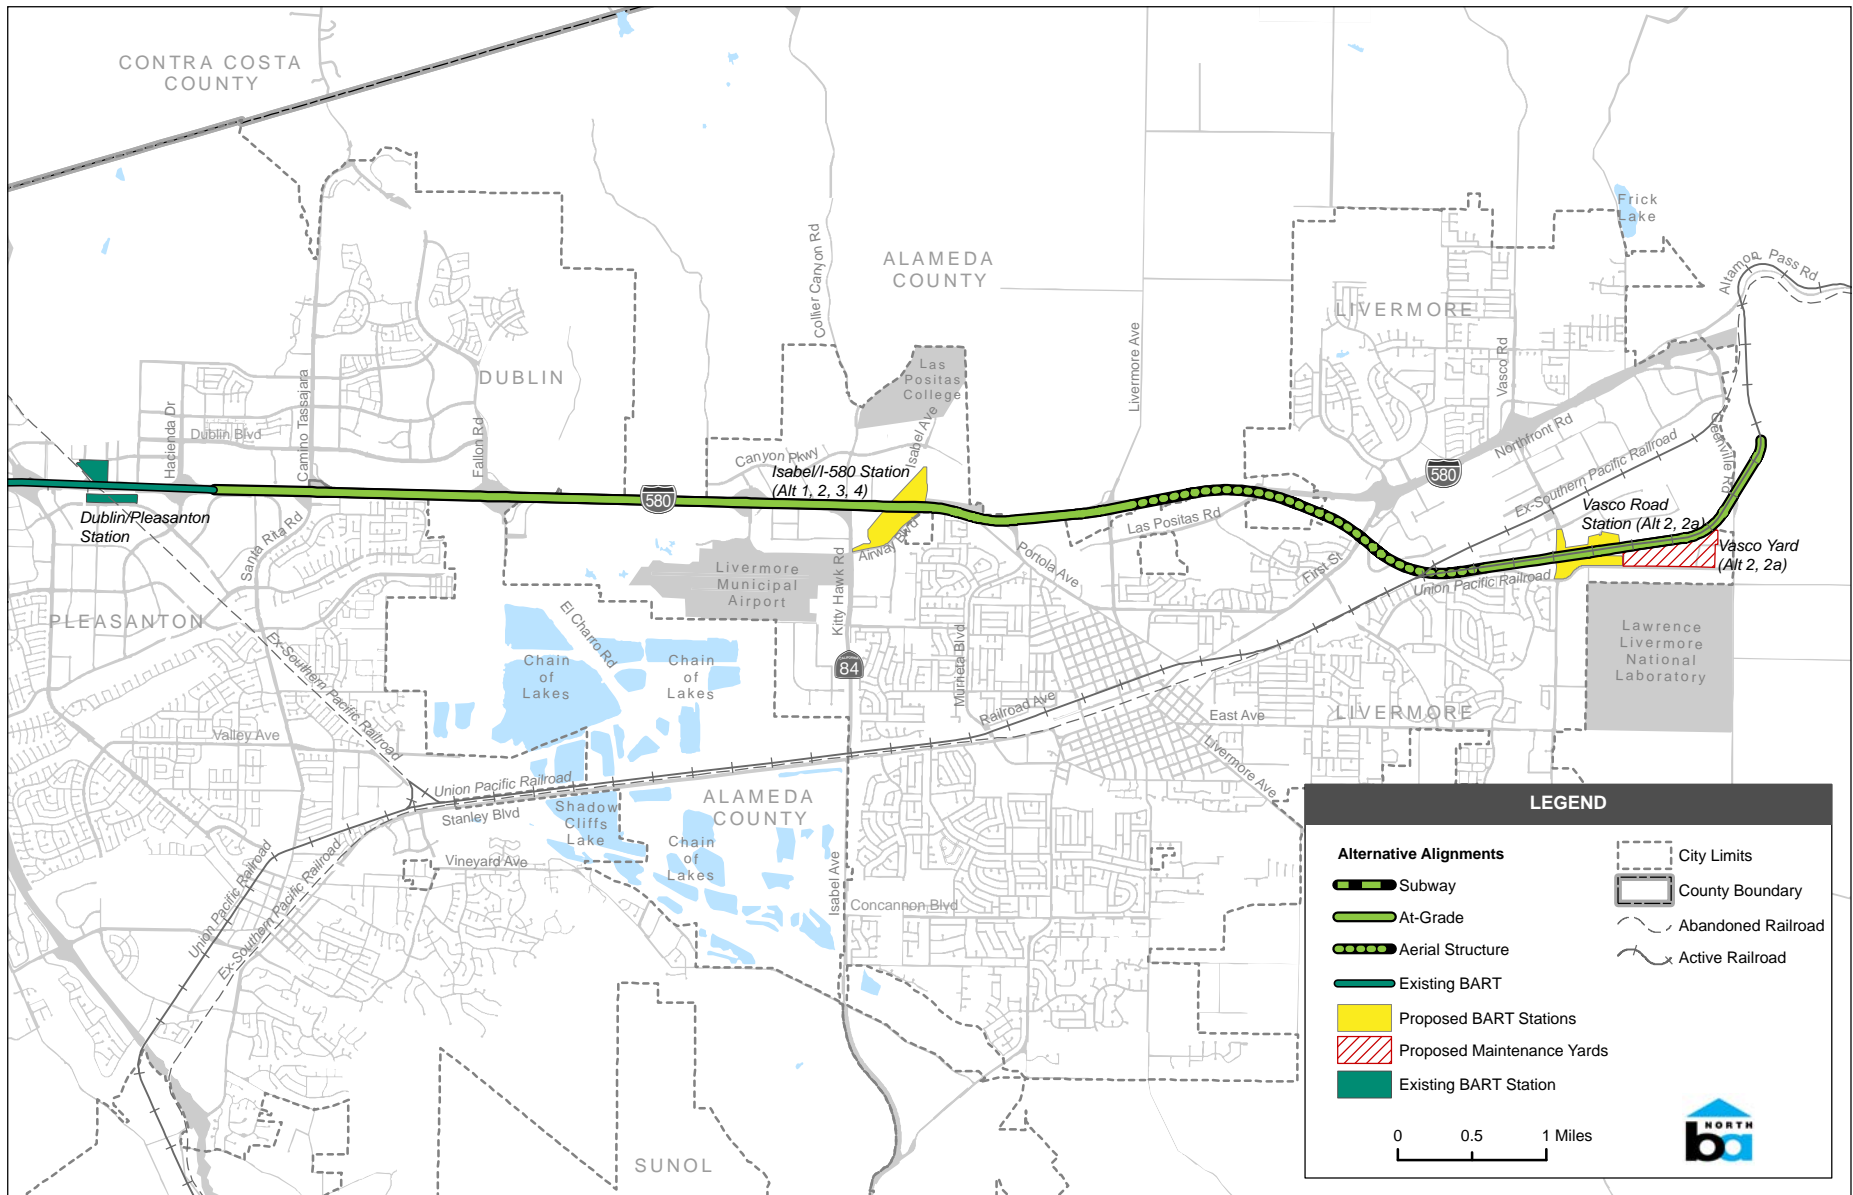 CONTRA COSTA
COUNTY
ALAMEDA
COUNTY
Collier Canyon Rd
Frick
Lake
Altamont Pass Rd
LIVERMORE
Livermore Ave
Vasco Rd
Las
Positas
College
DUBLIN
Camino Tassajara
Hacienda Dr
Dublin Blvd
Fallon Rd
Isabel Ave
Canyon Pkwy
Isabel/I-580 Station
(Alt 1, 2, 3, 4)
580
580
Northfront Rd
Ex-Southern Pacific Railroad
Greenville Rd
Dublin/Pleasanton
Station
Santa Rita Rd
Airway Blvd
Las Positas Rd
Vasco Road
Station (Alt 2, 2a)
Vasco Yard
(Alt 2, 2a)
Portola Ave
First St
Union Pacific Railroad
Livermore
Municipal
Airport
Kitty Hawk Rd
PLEASANTON
Ex-Southern Pacific Railroad
El Charro Rd
Chain
of
Lakes
Chain
of
Lakes
CALIFORNIA
84
Murrieta Blvd
Lawrence
Livermore
National
Laboratory
Railroad Ave
East Ave
LIVERMORE
Livermore Ave
Valley Ave
Union Pacific Railroad
Stanley Blvd
Shadow
Cliffs
Lake
ALAMEDA
COUNTY
Chain
of
Lakes
Vineyard Ave
Union Pacific Railroad
Ex-Southern Pacific Railroad
Isabel Ave
Concannon Blvd
SUNOL
LEGEND
Alternative Alignments
Subway
At-Grade
Aerial Structure
Existing BART
Proposed BART Stations
Proposed Maintenance Yards
Existing BART Station
City Limits
County Boundary
Abandoned Railroad
Active Railroad
0 0.5 1 Miles
NORTH
ba